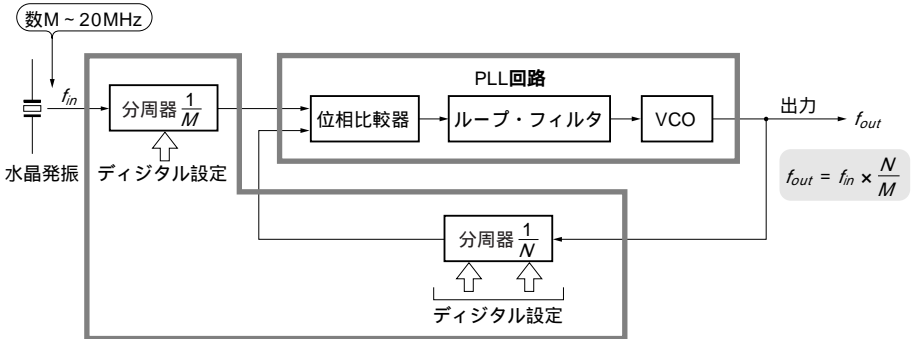 数M~20MHz
f_in
分周器 1/M
ディジタル設定
水晶発振
PLL回路
位相比較器
ループ・フィルタ
VCO
出力
f_out
f_out = f_in × N/M
分周器 1/N
ディジタル設定